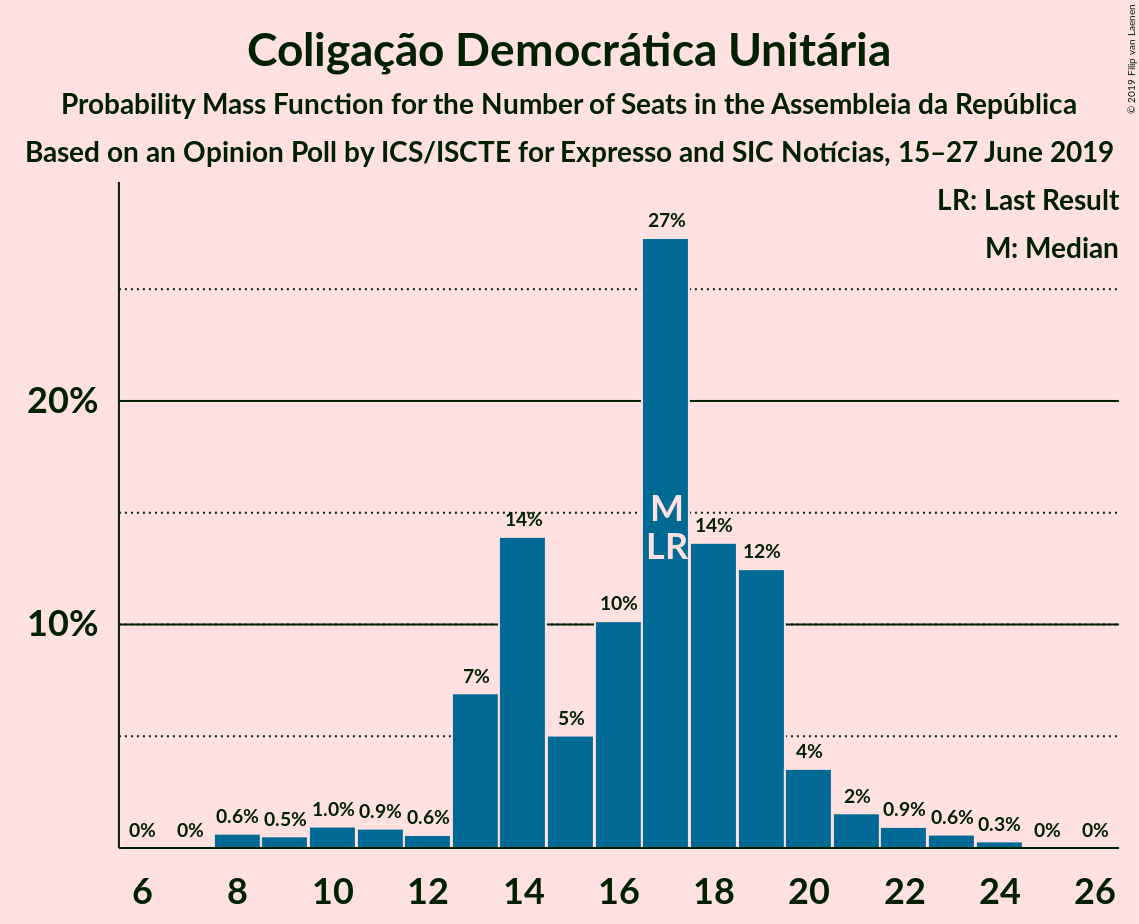 Coligação Democrática Unitária
Probability Mass Function for the Number of Seats in the Assembleia da República
Based on an Opinion Poll by ICS/ISCTE for Expresso and SIC Notícias, 15–27 June 2019
© 2019 Filip van Laenen
LR: Last Result
M: Median
20%
10%
0%
0%
0.6%
0.5%
1.0%
0.9%
0.6%
7%
14%
5%
10%
27%
M
LR
14%
12%
4%
2%
0.9%
0.6%
0.3%
0%
0%
6 8 10 12 14 16 18 20 22 24 26